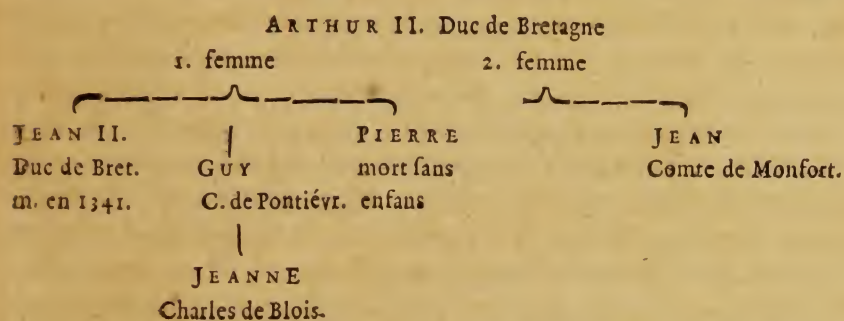 ARTHUR II. Duc de Bretagne
1. femme 2. femme
JEAN II. PIERRE JEAN
Duc de Bret. GUY mort sans Comte de Monfort.
m. en 1341. C. de Pontiévr. enfans
JEANNE
Charles de Blois.